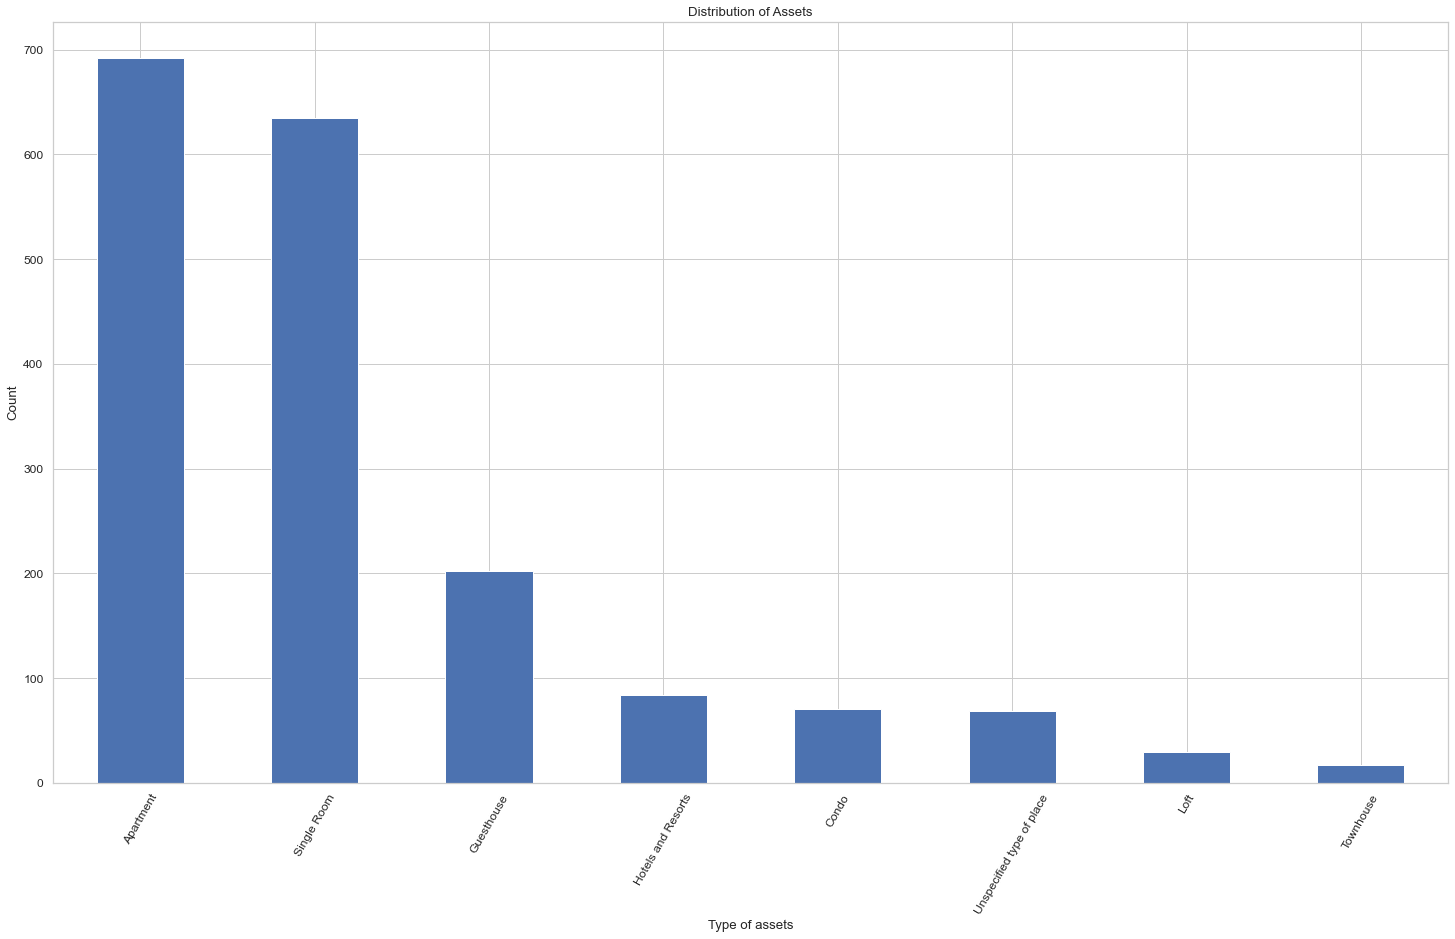 Distribution of Assets
700
600
500
400
300
200
100
0
Count
Apartment
Single Room
Guesthouse
Hotels and Resorts
Condo
Unspecified type of place
Loft
Townhouse
Type of assets